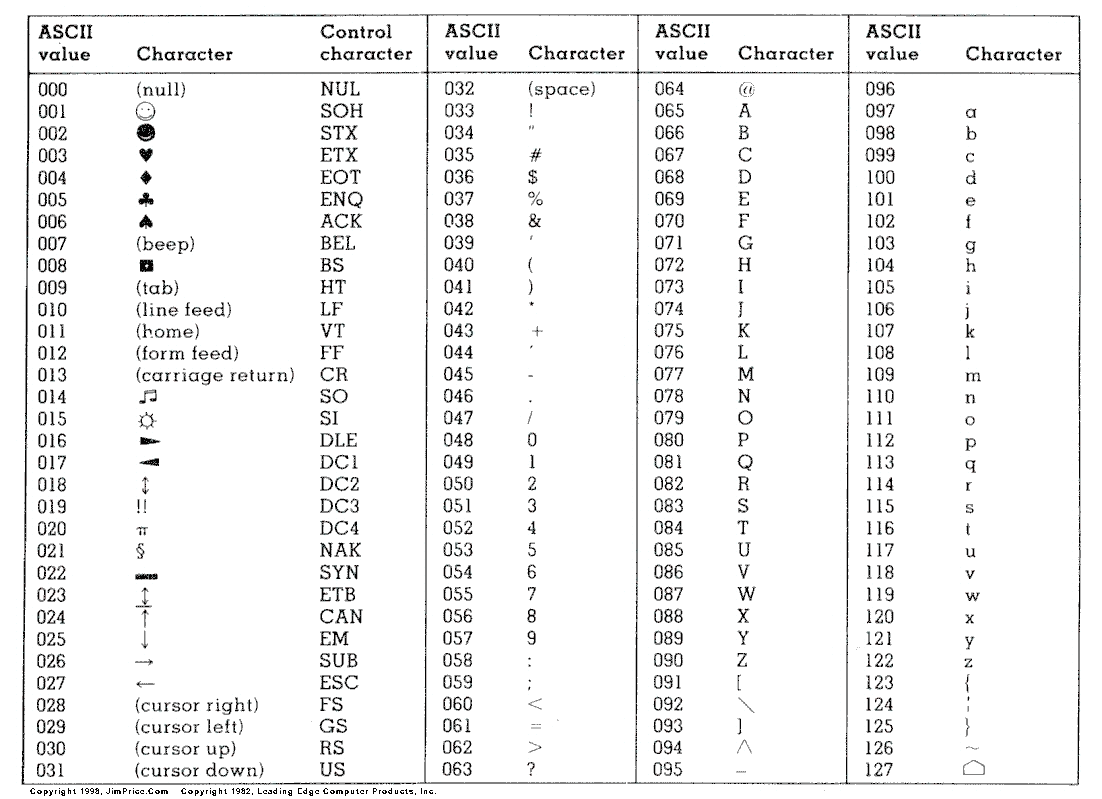 ASCII value Character Control character ASCII value Character ASCII value Character ASCII value Character
000 (null) NUL 032 (space) 064 @ 096
001 ☺ SOH 033 ! 065 A 097 a
002 ☻ STX 034 " 066 B 098 b
003 ♥ ETX 035 # 067 C 099 c
004 ♦ EOT 036 $ 068 D 100 d
005 ♣ ENQ 037 % 069 E 101 e
006 ♠ ACK 038 & 070 F 102 f
007 (beep) BEL 039 ' 071 G 103 g
008 ◘ BS 040 ( 072 H 104 h
009 (tab) HT 041 ) 073 I 105 i
010 (line feed) LF 042 * 074 J 106 j
011 (home) VT 043 + 075 K 107 k
012 (form feed) FF 044 ' 076 L 108 l
013 (carriage return) CR 045 - 077 M 109 m
014 ♫ SO 046 . 078 N 110 n
015 ☼ SI 047 / 079 O 111 o
016 ► DLE 048 0 080 P 112 p
017 ◄ DC1 049 1 081 Q 113 q
018 ↕ DC2 050 2 082 R 114 r
019 !! DC3 051 3 083 S 115 s
020 π DC4 052 4 084 T 116 t
021 § NAK 053 5 085 U 117 u
022 ▬ SYN 054 6 086 V 118 v
023 ↨ ETB 055 7 087 W 119 w
024 ↑ CAN 056 8 088 X 120 x
025 ↓ EM 057 9 089 Y 121 y
026 → SUB 058 : 090 Z 122 z
027 ← ESC 059 ; 091 [ 123 {
028 (cursor right) FS 060 < 092 \ 124 ¦
029 (cursor left) GS 061 = 093 ] 125 }
030 (cursor up) RS 062 > 094 ∧ 126 ~
031 (cursor down) US 063 ? 095 _ 127 ⌂
Copyright 1998, JimPrice.Com Copyright 1982, Leading Edge Computer Products, Inc.